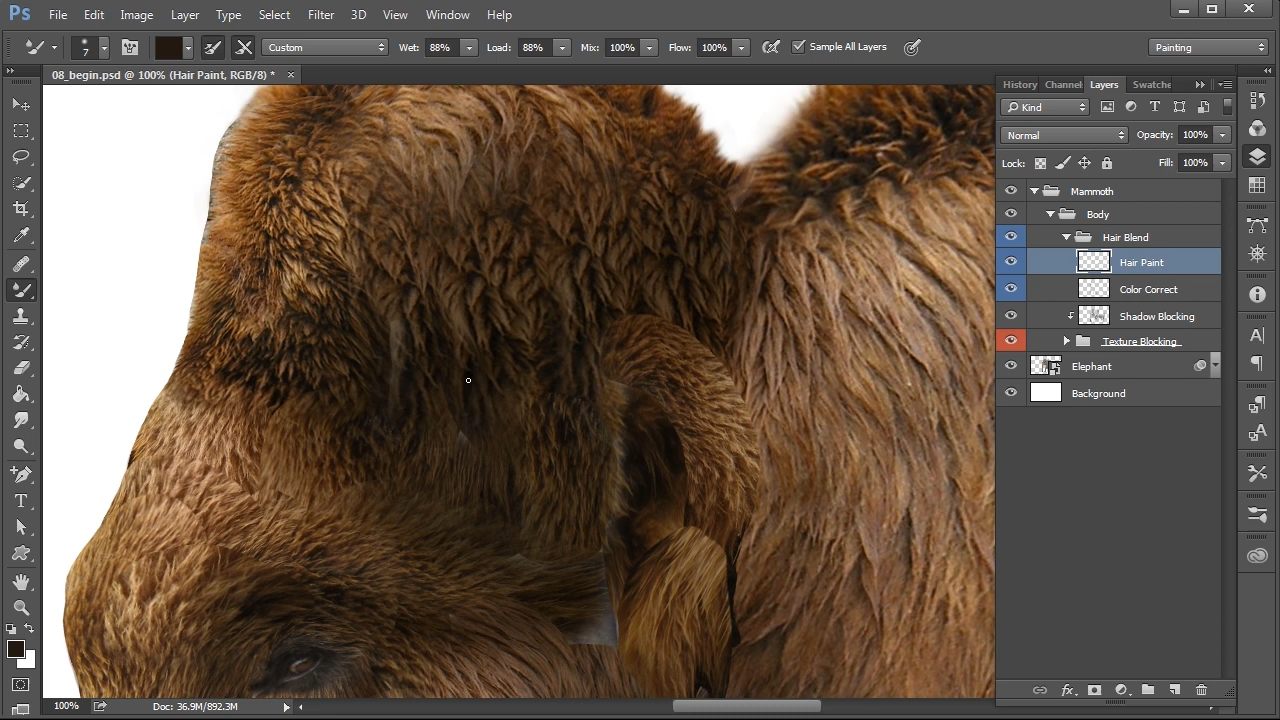 Ps File Edit Image Layer Type Select Filter 3D View Window Help
7 Custom Wet: 88% Load: 88% Mix: 100% Flow: 100% Sample All Layers Painting
08_begin.psd @ 100% (Hair Paint, RGB/8) * ×
History Channel Layers Swatche
Kind
Normal Opacity: 100%
Lock: Fill: 100%
Mammoth
Body
Hair Blend
Hair Paint
Color Correct
Shadow Blocking
Texture Blocking
Elephant
Background
100% Doc: 36.9M/892.3M